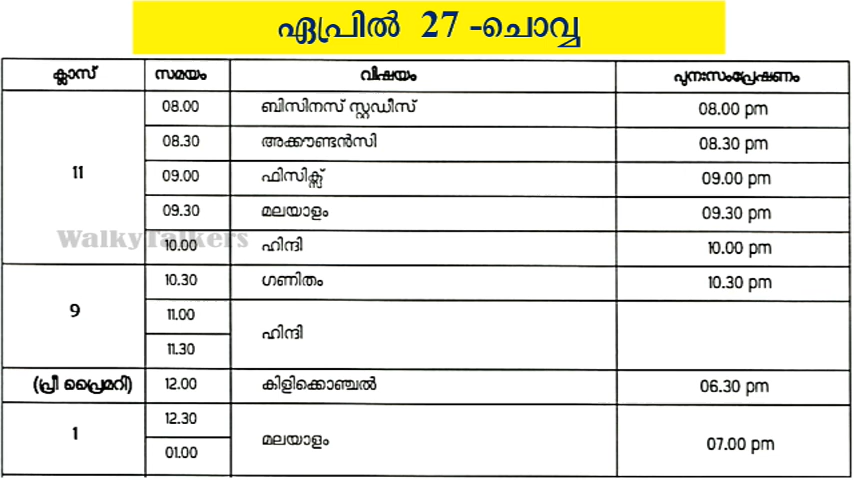 ഏപ്രിൽ 27 -ചൊവ്വ
ക്ലാസ് സമയം വിഷയം പുനഃസംപ്രേഷണം
08.00 ബിസിനസ് സ്റ്റഡീസ് 08.00 pm
08.30 അക്കൗണ്ടൻസി 08.30 pm
11 09.00 ഫിസിക്സ് 09.00 pm
09.30 മലയാളം 09.30 pm
WalkyTalkers
10.00 ഹിന്ദി 10.00 pm
10.30 ഗണിതം 10.30 pm
9 11.00
ഹിന്ദി
11.30
(പ്രീ പ്രൈമറി) 12.00 കിളിക്കൊഞ്ചൽ 06.30 pm
12.30
1 മലയാളം 07.00 pm
01.00